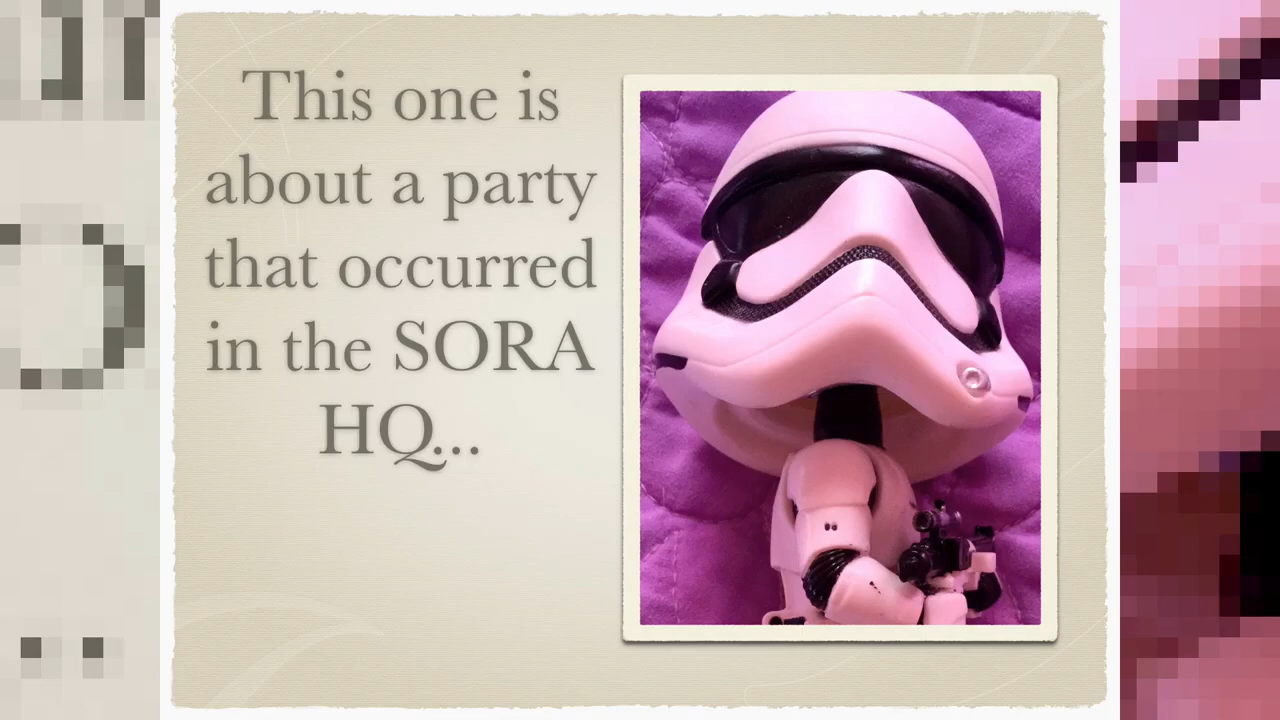 This one is
about a party
that occurred
in the SORA
HQ...